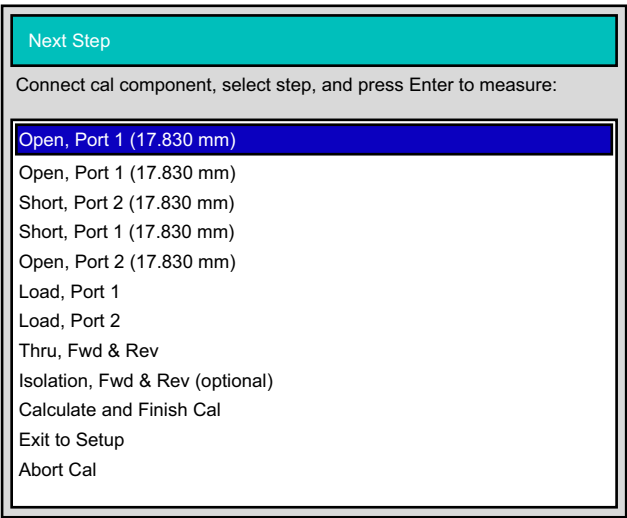 Next Step
Connect cal component, select step, and press Enter to measure:
Open, Port 1 (17.830 mm)
Open, Port 1 (17.830 mm)
Short, Port 2 (17.830 mm)
Short, Port 1 (17.830 mm)
Open, Port 2 (17.830 mm)
Load, Port 1
Load, Port 2
Thru, Fwd & Rev
Isolation, Fwd & Rev (optional)
Calculate and Finish Cal
Exit to Setup
Abort Cal